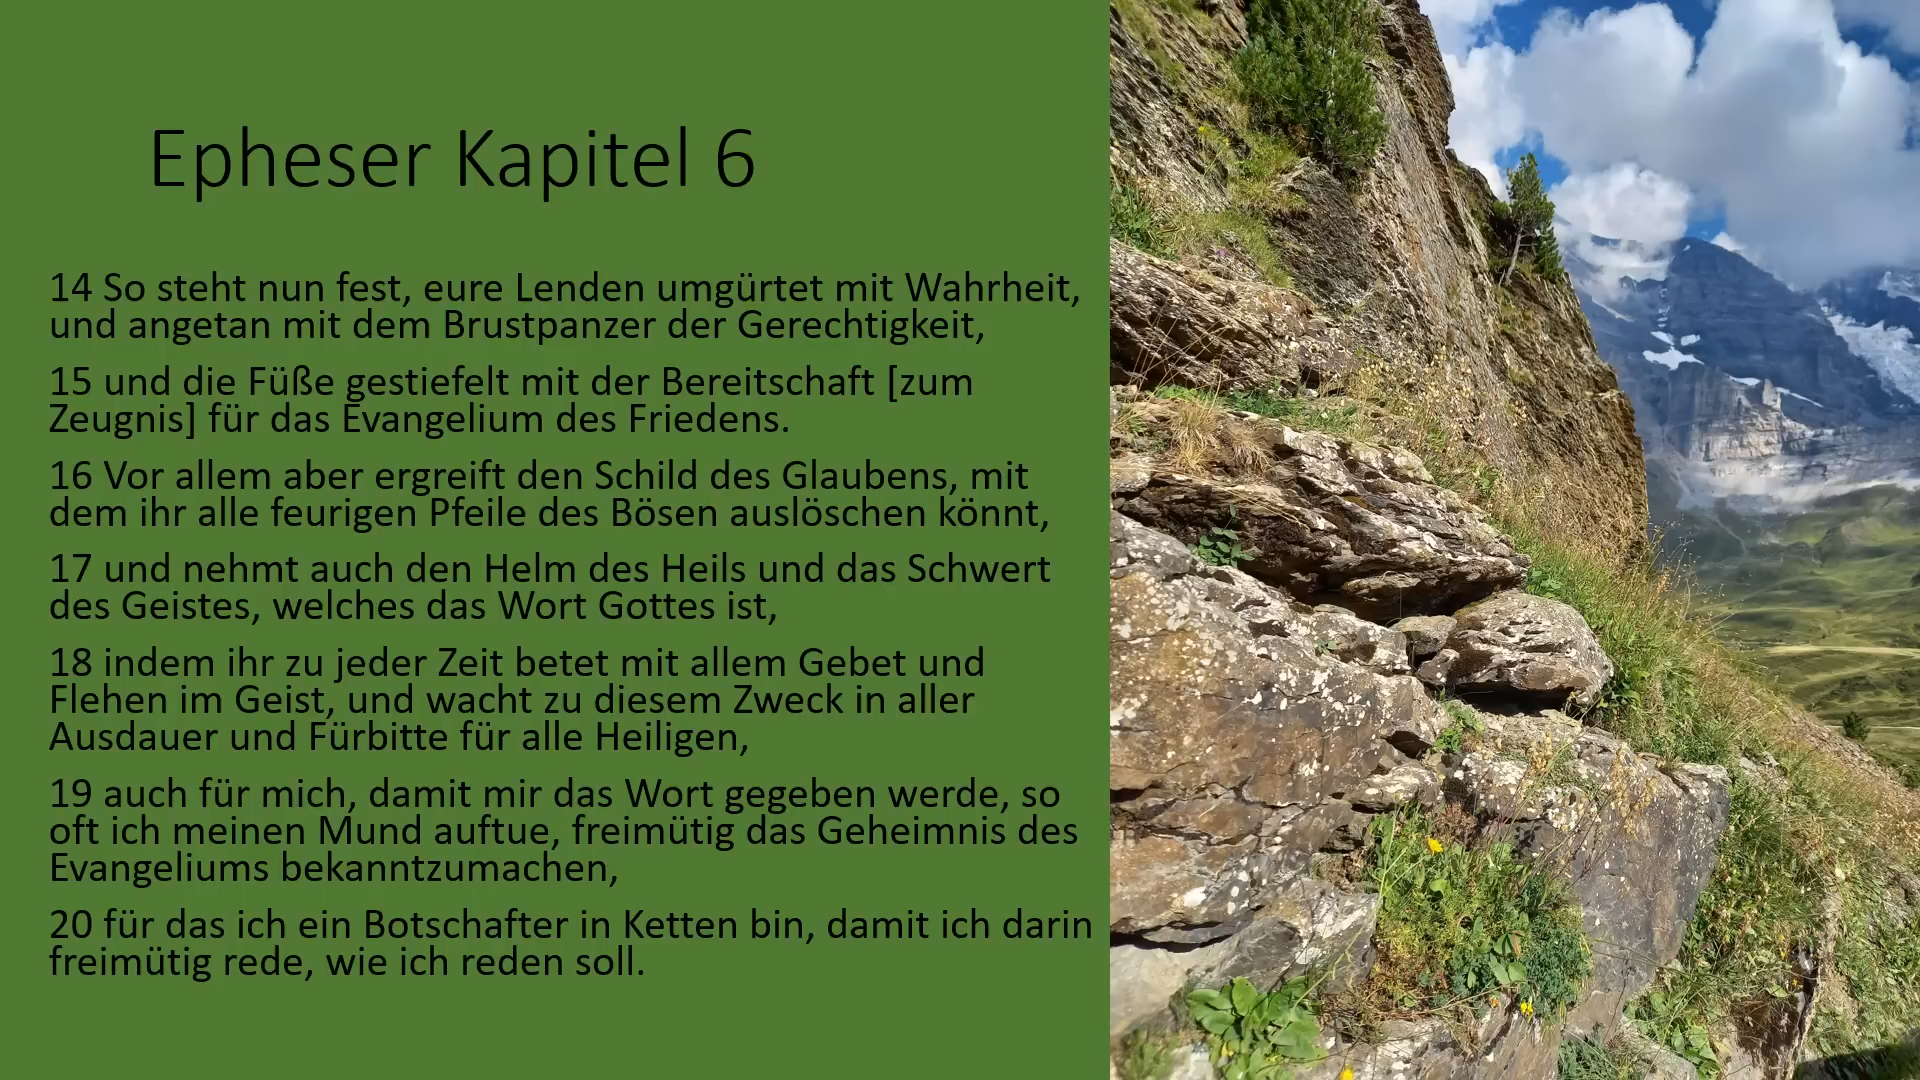 Epheser Kapitel 6
14 So steht nun fest, eure Lenden umgürtet mit Wahrheit,
und angetan mit dem Brustpanzer der Gerechtigkeit,
15 und die Füße gestiefelt mit der Bereitschaft [zum
Zeugnis] für das Evangelium des Friedens.
16 Vor allem aber ergreift den Schild des Glaubens, mit
dem ihr alle feurigen Pfeile des Bösen auslöschen könnt,
17 und nehmt auch den Helm des Heils und das Schwert
des Geistes, welches das Wort Gottes ist,
18 indem ihr zu jeder Zeit betet mit allem Gebet und
Flehen im Geist, und wacht zu diesem Zweck in aller
Ausdauer und Fürbitte für alle Heiligen,
19 auch für mich, damit mir das Wort gegeben werde, so
oft ich meinen Mund auftue, freimütig das Geheimnis des
Evangeliums bekanntzumachen,
20 für das ich ein Botschafter in Ketten bin, damit ich darin
freimütig rede, wie ich reden soll.